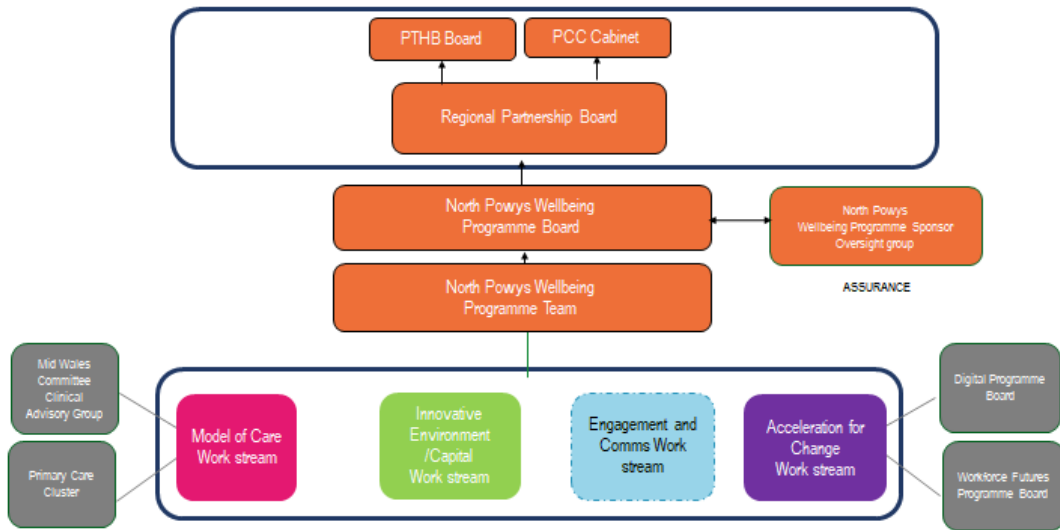 PTHB Board
PCC Cabinet
Regional Partnership Board
North Powys Wellbeing
Programme Board
North Powys
Wellbeing Programme Sponsor
Oversight group
ASSURANCE
North Powys Wellbeing
Programme Team
Mid Wales
Committee
Clinical
Advisory Group
Primary Care
Cluster
Model of Care
Work stream
Innovative
Environment
/Capital
Work stream
Engagement and
Comms Work
stream
Acceleration for
Change
Work stream
Digital Programme
Board
Workforce Futures
Programme Board